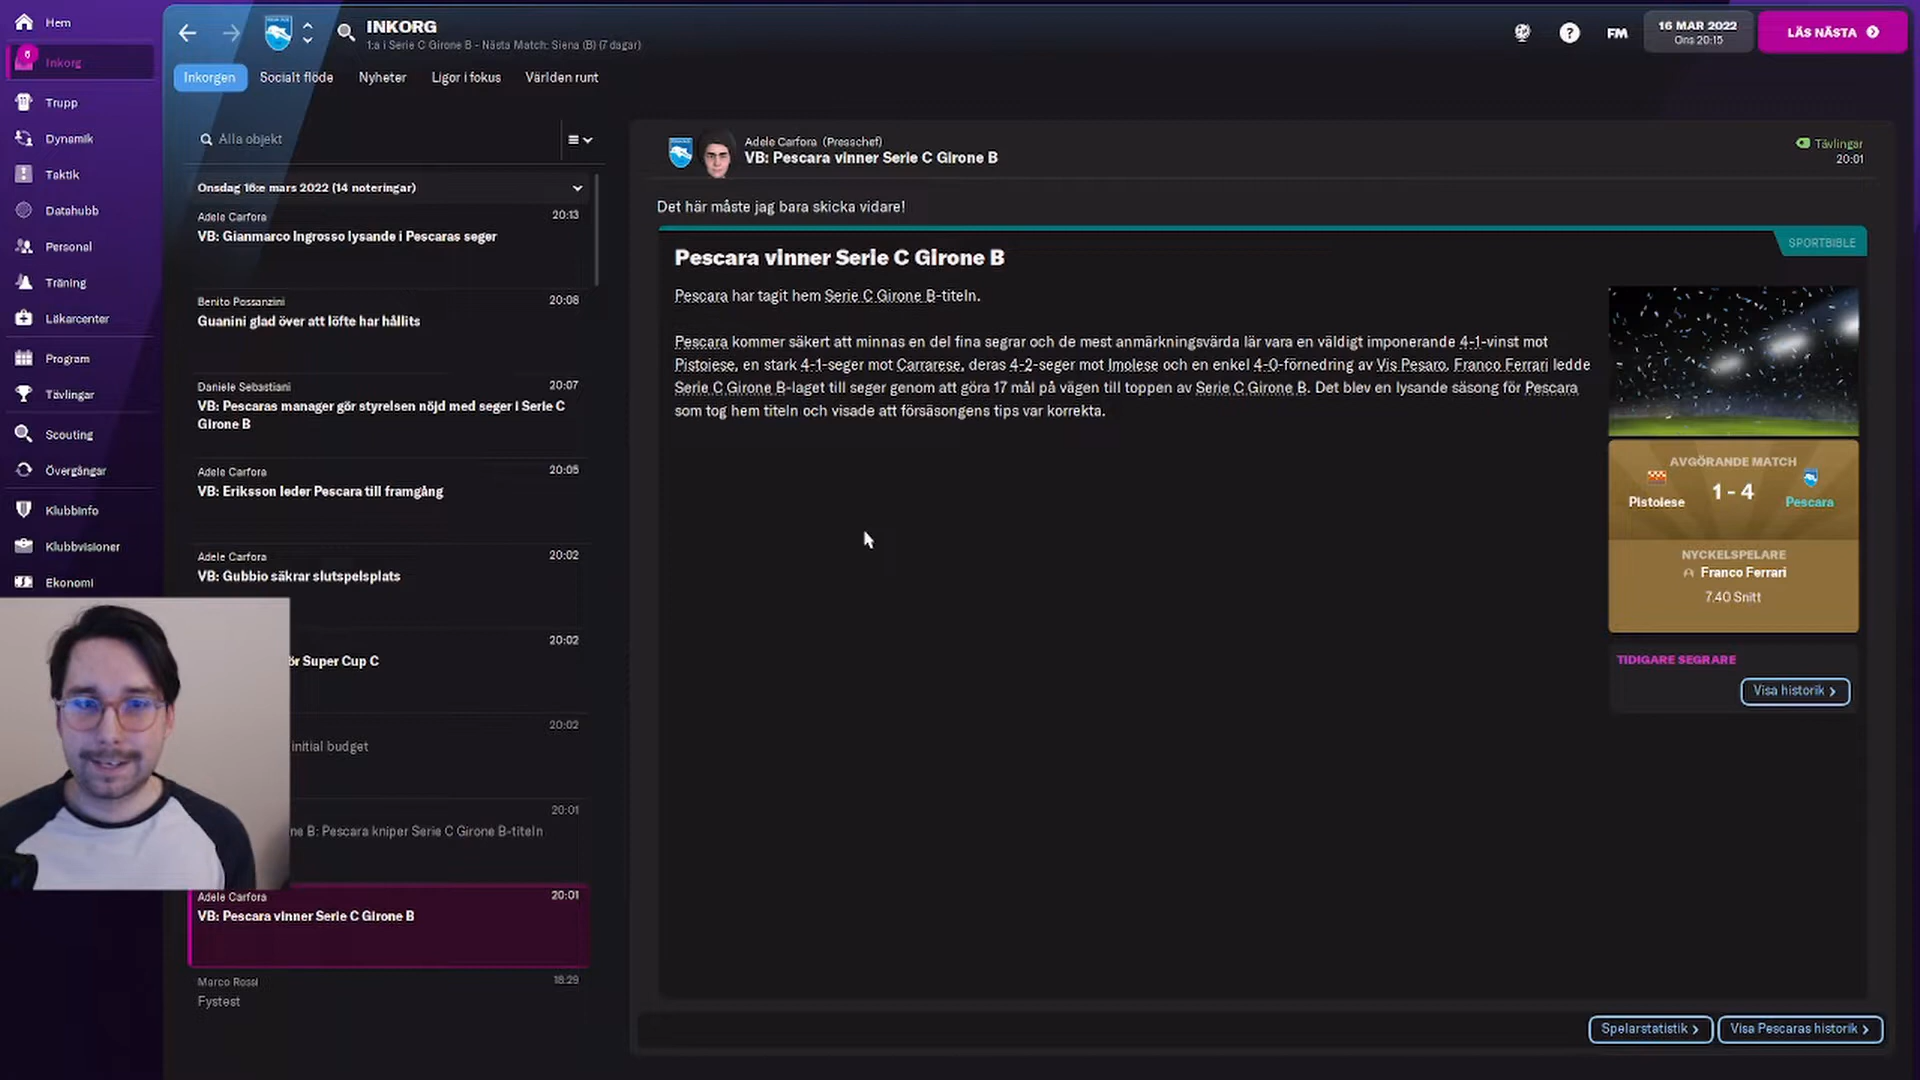 Hem
6
Inkorg
Trupp
Dynamik
Taktik
Datahubb
Personal
Träning
Läkarcenter
Program
Tävlingar
Scouting
Övergångar
Klubbinfo
Klubbvisioner
Ekonomi
INKORG
1:a i Serie C Girone B - Nästa Match: Siena (B) (7 dagar)
?
FM
16 MAR 2022
Ons 20:15
LÄS NÄSTA
Inkorgen
Socialt flöde
Nyheter
Ligor i fokus
Världen runt
Alla objekt
Onsdag 16:e mars 2022 (14 noteringar)
Adele Carfora 20:13
VB: Gianmarco Ingrosso lysande i Pescaras seger
Benito Possanzini 20:08
Guanini glad över att löfte har hållits
Daniele Sebastiani 20:07
VB: Pescaras manager gör styrelsen nöjd med seger i Serie C
Girone B
Adele Carfora 20:05
VB: Eriksson leder Pescara till framgång
Adele Carfora 20:02
VB: Gubbio säkrar slutspelsplats
20:02
ör Super Cup C
20:02
initial budget
20:01
ne B: Pescara kniper Serie C Girone B-titeln
Adele Carfora 20:01
VB: Pescara vinner Serie C Girone B
Marco Rossi 18:29
Fystest
Adele Carfora (Presschef)
VB: Pescara vinner Serie C Girone B
Tävlingar
20:01
Det här måste jag bara skicka vidare!
SPORTBIBLE
Pescara vinner Serie C Girone B
Pescara har tagit hem Serie C Girone B-titeln.
Pescara kommer säkert att minnas en del fina segrar och de mest anmärkningsvärda lär vara en väldigt imponerande 4-1-vinst mot
Pistoiese, en stark 4-1-seger mot Carrarese, deras 4-2-seger mot Imolese och en enkel 4-0-förnedring av Vis Pesaro. Franco Ferrari ledde
Serie C Girone B-laget till seger genom att göra 17 mål på vägen till toppen av Serie C Girone B. Det blev en lysande säsong för Pescara
som tog hem titeln och visade att försäsongens tips var korrekta.
AVGÖRANDE MATCH
Pistoiese 1 - 4 Pescara
NYCKELSPELARE
Franco Ferrari
7.40 Snitt
TIDIGARE SEGRARE
Visa historik
Spelarstatistik
Visa Pescaras historik